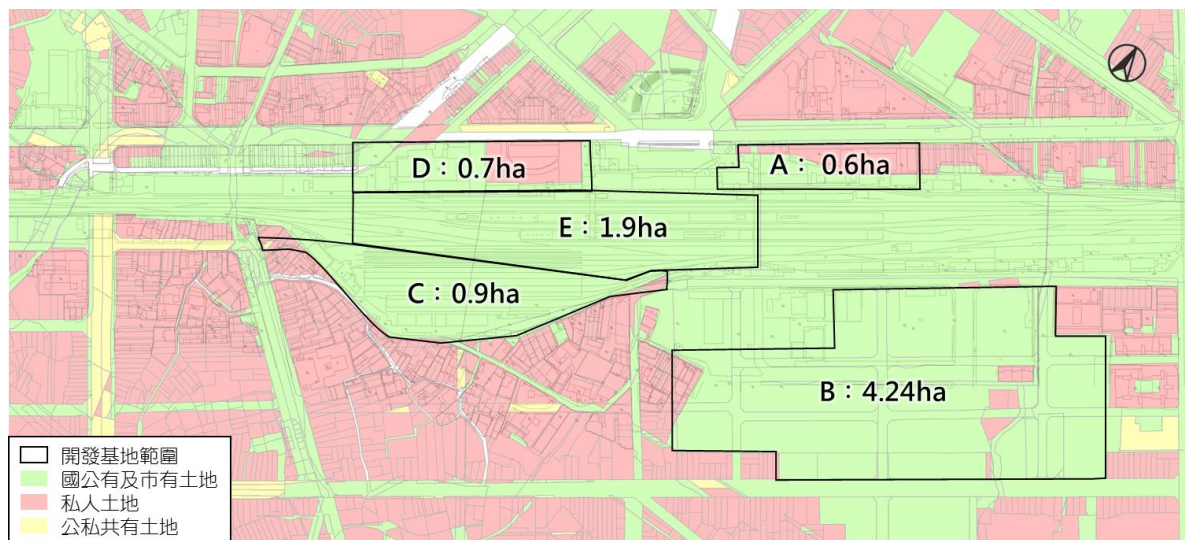 D：0.7ha
A： 0.6ha
E：1.9ha
C：0.9ha
B：4.24ha
開發基地範圍
國公有及市有土地
私人土地
公私共有土地